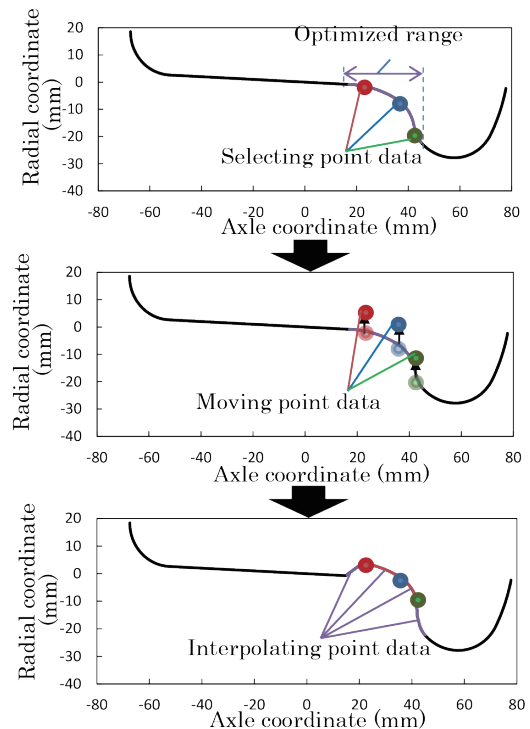 Optimized range
Radial coordinate
(mm)
20
10
0
-10
-20
-30
-40
Selecting point data
-80 -60 -40 -20 0 20 40 60 80
Axle coordinate (mm)
Radial coordinate
(mm)
20
10
0
-10
-20
-30
-40
Moving point data
-80 -60 -40 -20 0 20 40 60 80
Axle coordinate (mm)
Radial coordinate
(mm)
20
10
0
-10
-20
-30
-40
Interpolating point data
-80 -60 -40 -20 0 20 40 60 80
Axle coordinate (mm)